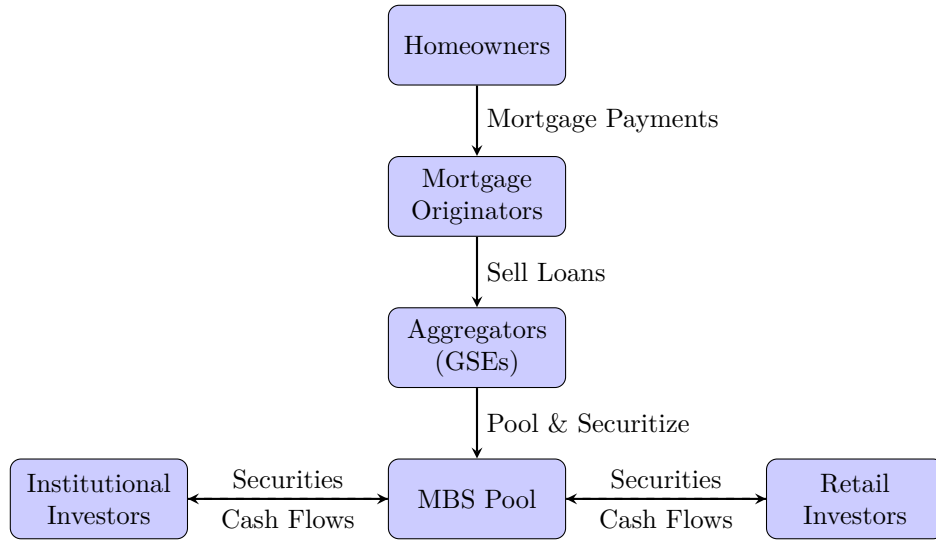 Homeowners
Mortgage Payments
Mortgage
Originators
Sell Loans
Aggregators
(GSEs)
Pool & Securitize
Institutional
Investors
Securities
Cash Flows
MBS Pool
Securities
Cash Flows
Retail
Investors